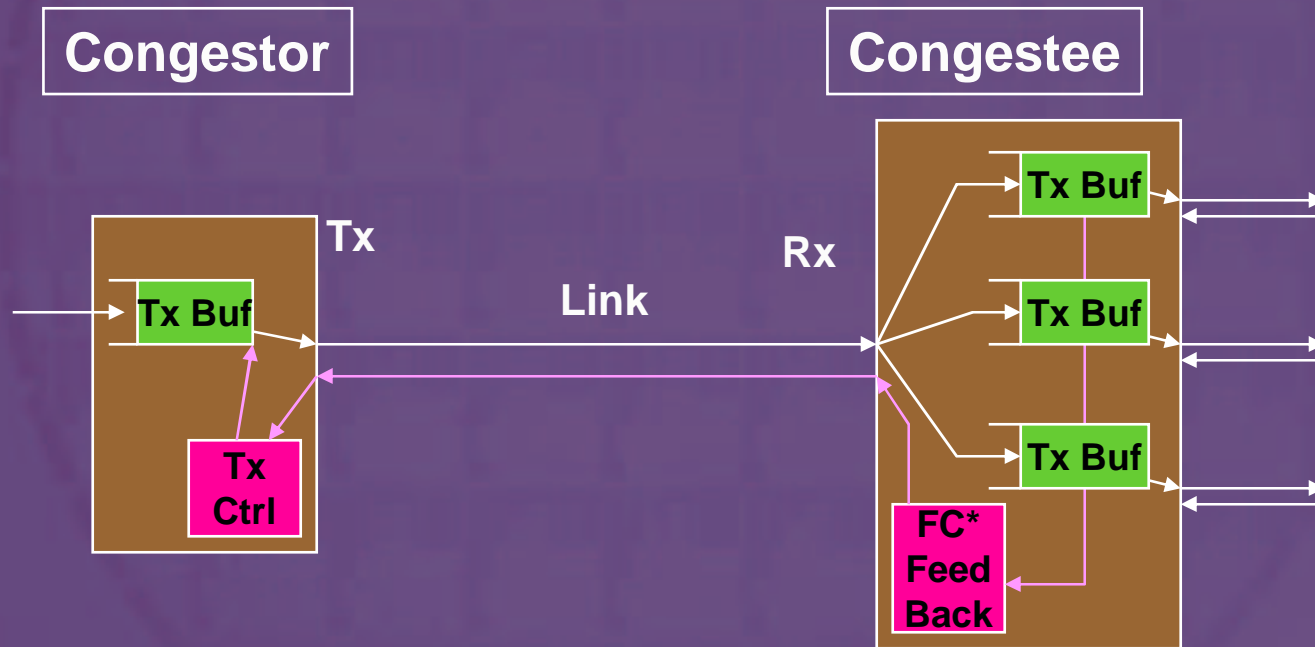 Congestor
Congestee
Tx
Tx Buf
Tx
Ctrl
Link
Rx
Tx Buf
Tx Buf
Tx Buf
FC*
Feed
Back